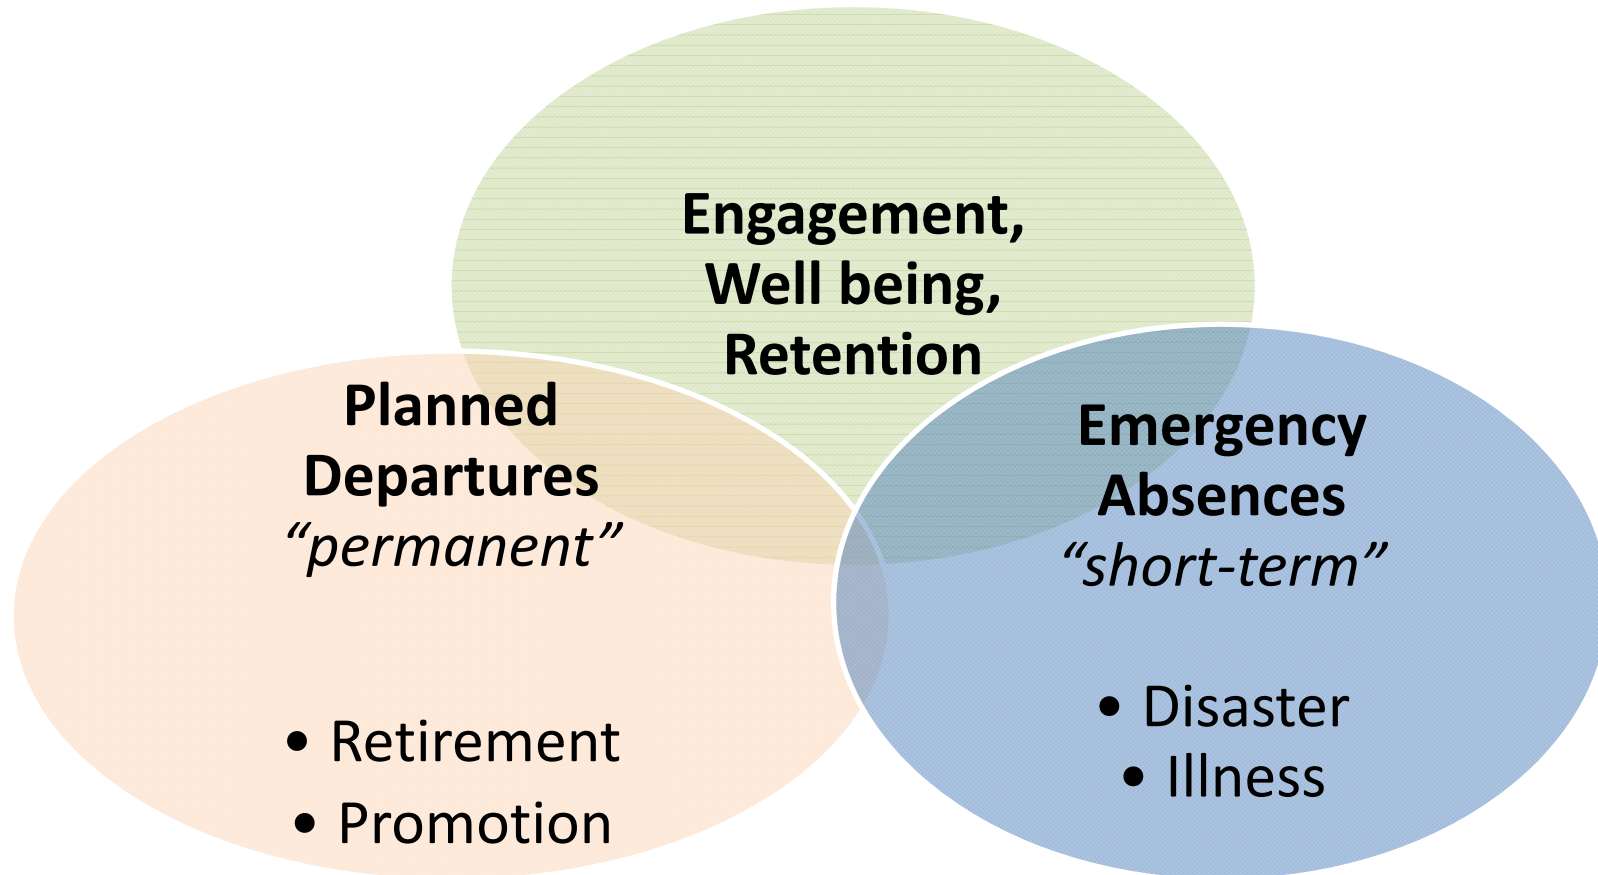 Engagement,
Well being,
Retention
Planned
Departures
“permanent”
• Retirement
• Promotion
Emergency
Absences
“short-term”
• Disaster
• Illness